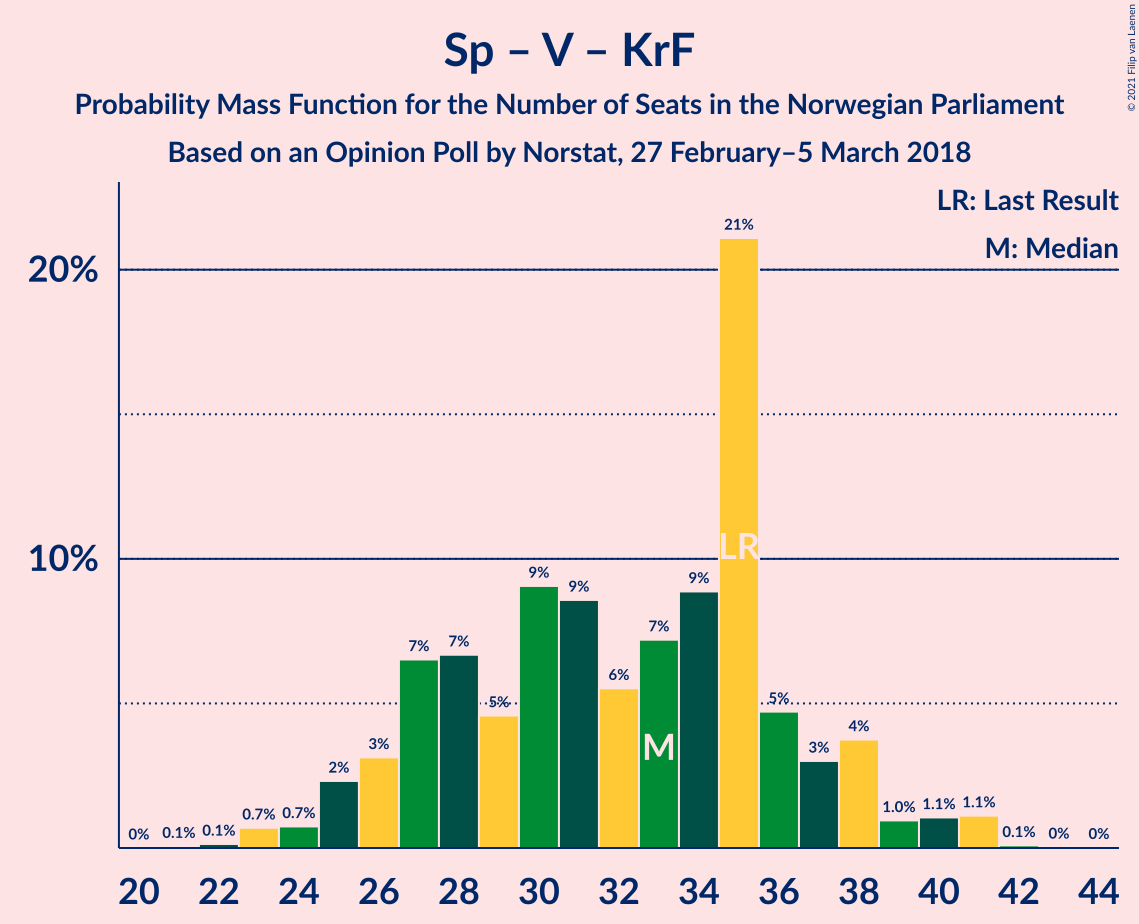 Sp – V – KrF
Probability Mass Function for the Number of Seats in the Norwegian Parliament
Based on an Opinion Poll by Norstat, 27 February–5 March 2018
© 2021 Filip van Laenen
LR: Last Result
M: Median
20%
10%
0% 0.1% 0.1% 0.7% 0.7% 2% 3% 7% 7% 5% 9% 9% 6% 7% 9% 21% 5% 3% 4% 1.0% 1.1% 1.1% 0.1% 0% 0%
LR
M
20 22 24 26 28 30 32 34 36 38 40 42 44